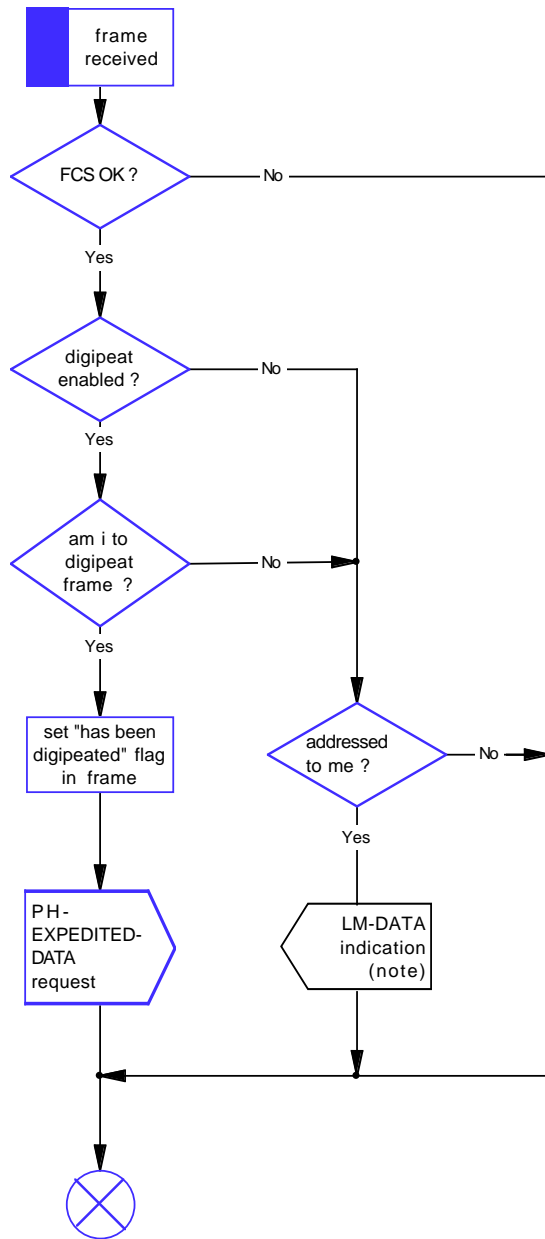 frame
received
FCS OK ?
No
Yes
digipeat
enabled ?
No
Yes
am i to
digipeat
frame ?
No
Yes
set "has been
digipeated" flag
in frame
addressed
to me ?
No
Yes
PH-
EXPEDITED-
DATA
request
LM-DATA
indication
(note)